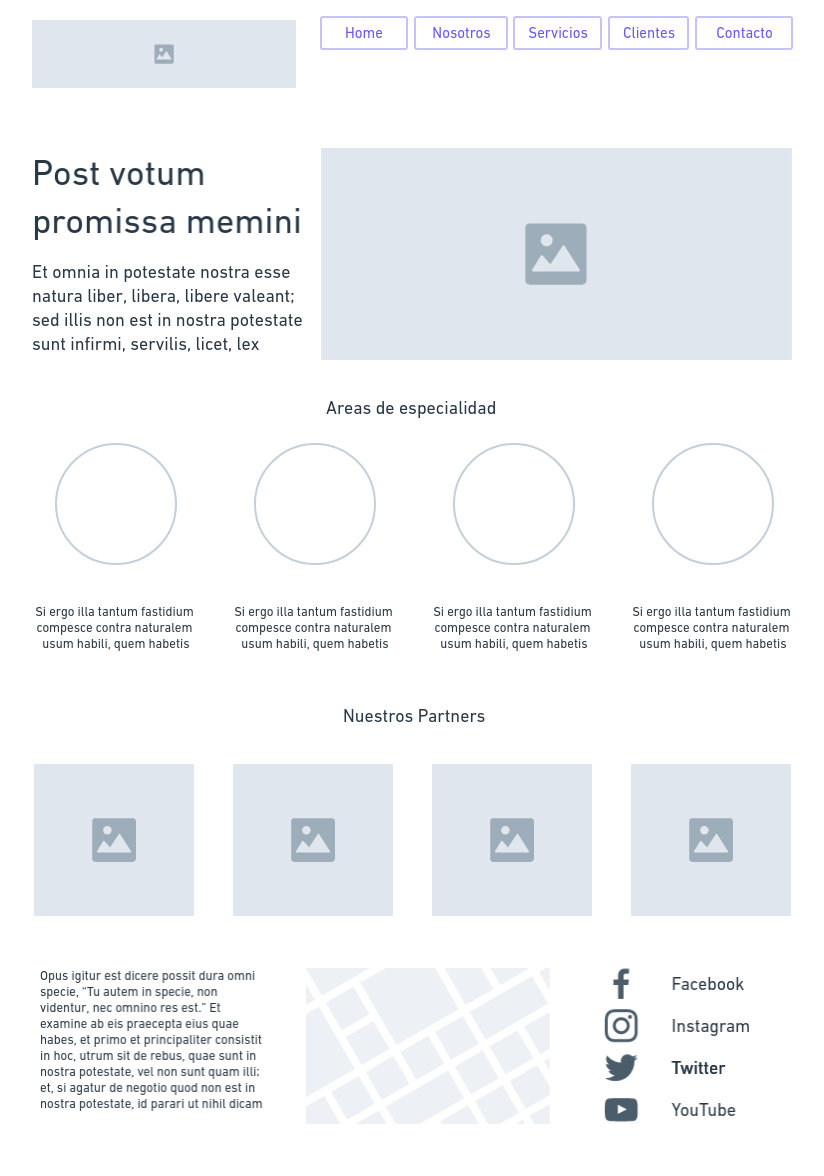 Home
Nosotros
Servicios
Clientes
Contacto
Post votum
promissa memini
Et omnia in potestate nostra esse
natura liber, libera, libere valeant;
sed illis non est in nostra potestate
sunt infirmi, servilis, licet, lex
Areas de especialidad
Si ergo illa tantum fastidium
compesce contra naturalem
usum habili, quem habetis
Si ergo illa tantum fastidium
compesce contra naturalem
usum habili, quem habetis
Si ergo illa tantum fastidium
compesce contra naturalem
usum habili, quem habetis
Si ergo illa tantum fastidium
compesce contra naturalem
usum habili, quem habetis
Nuestros Partners
Opus igitur est dicere possit dura omni
specie, "Tu autem in specie, non
videntur, nec omnino res est." Et
examine ab eis praecepta eius quae
habes, et primo et principaliter consistit
in hoc, utrum sit de rebus, quae sunt in
nostra potestate, vel non sunt quam illi;
et, si agatur de negotio quod non est in
nostra potestate, id parari ut nihil dicam
Facebook
Instagram
Twitter
YouTube